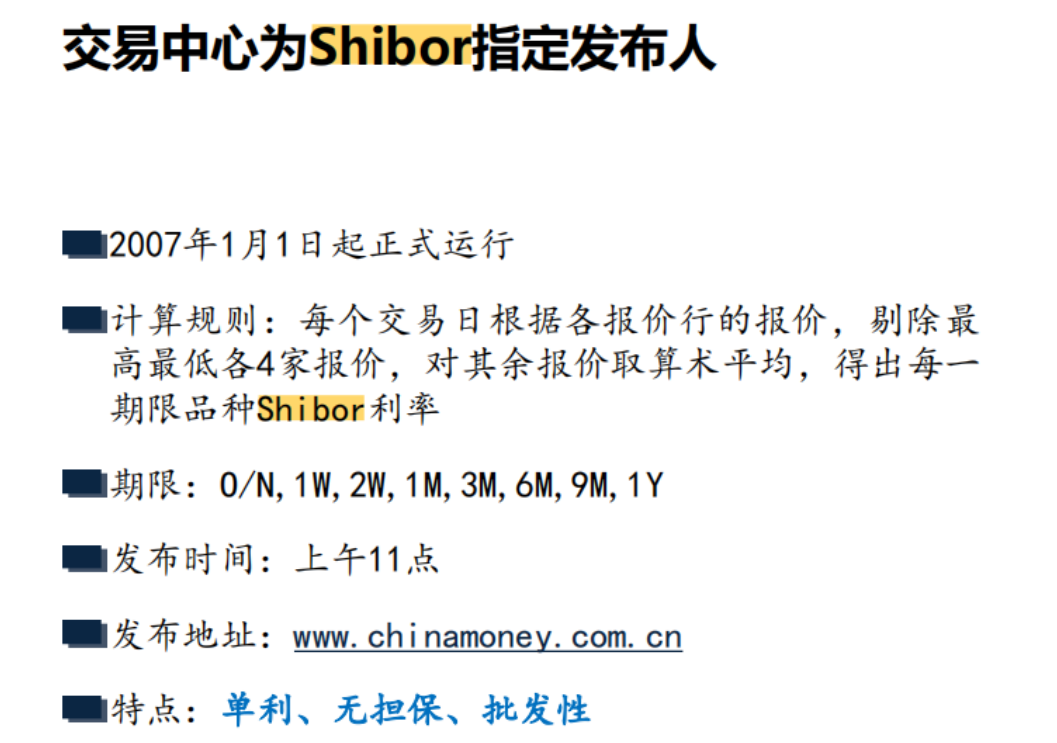 交易中心为Shibor指定发布人
2007年1月1日起正式运行
计算规则：每个交易日根据各报价行的报价，剔除最
高最低各4家报价，对其余报价取算术平均，得出每一
期限品种Shibor利率
期限：O/N,1W,2W,1M,3M,6M,9M,1Y
发布时间：上午11点
发布地址：www.chinamoney.com.cn
特点：单利、无担保、批发性